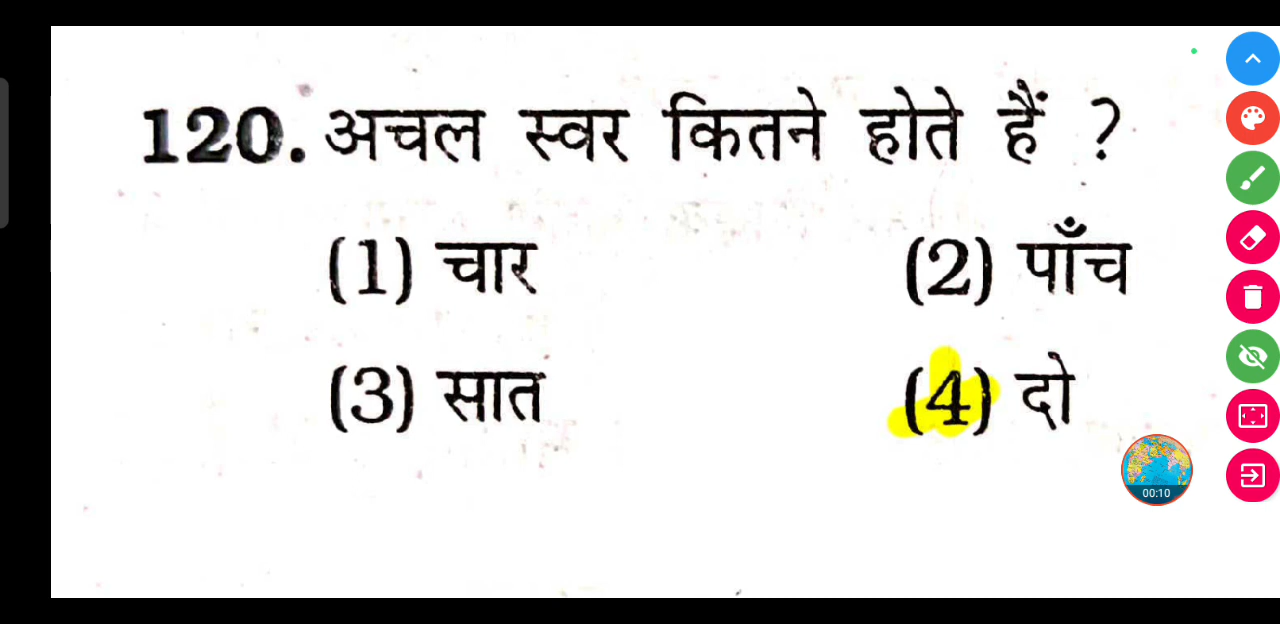 120. अचल स्वर कितने होते हैं ?
(1) चार (2) पाँच
(3) सात (4) दो
00:10